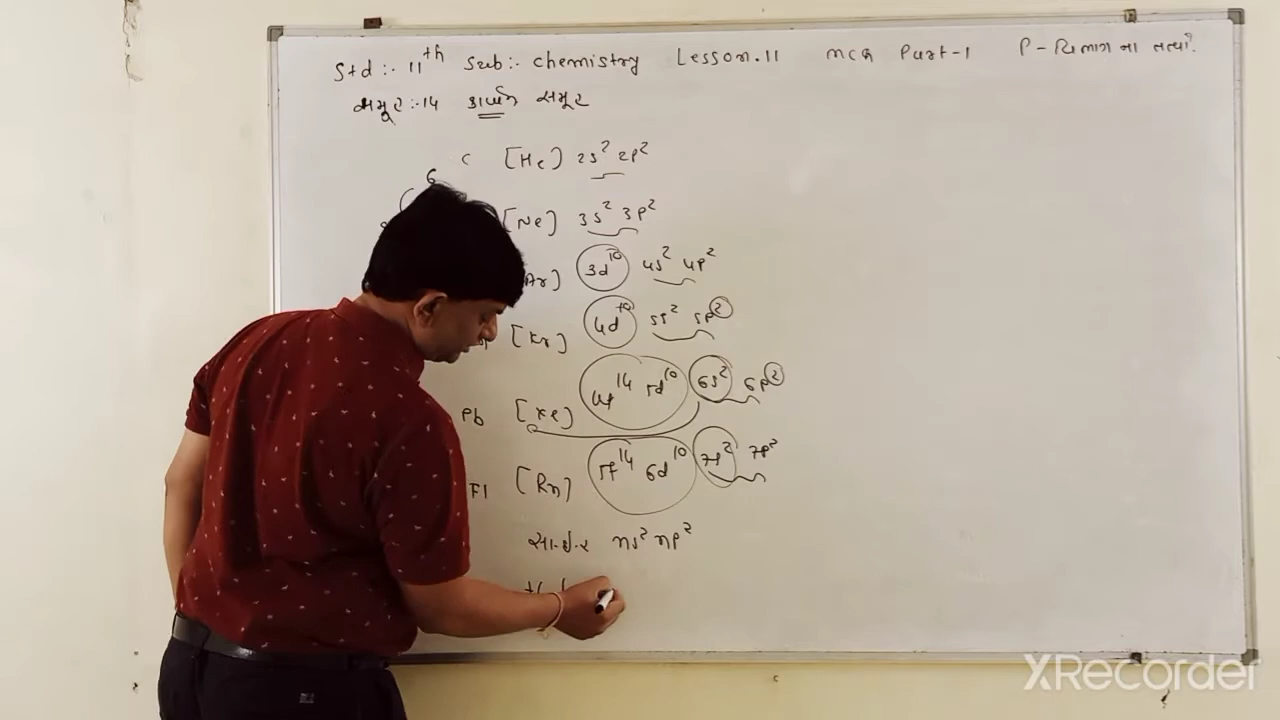 Std:- 11th Sub:- chemistry Lesson.11 MCQ Part-1 P-વિભાગ ના તત્વો.
સમૂહ:-14 કાર્બન સમૂહ
6
C [He] 2s² 2p²
[Ne] 3s² 3p²
[Ar] 3d¹⁰ 4s² 4p²
[Kr] 4d¹⁰ 5s² 5p²
Pb [Xe] 4f¹⁴ 5d¹⁰ 6s² 6p²
Fl [Rn] 5f¹⁴ 6d¹⁰ 7s² 7p²
સા.ઈ.ર ns² np²
XRecorder